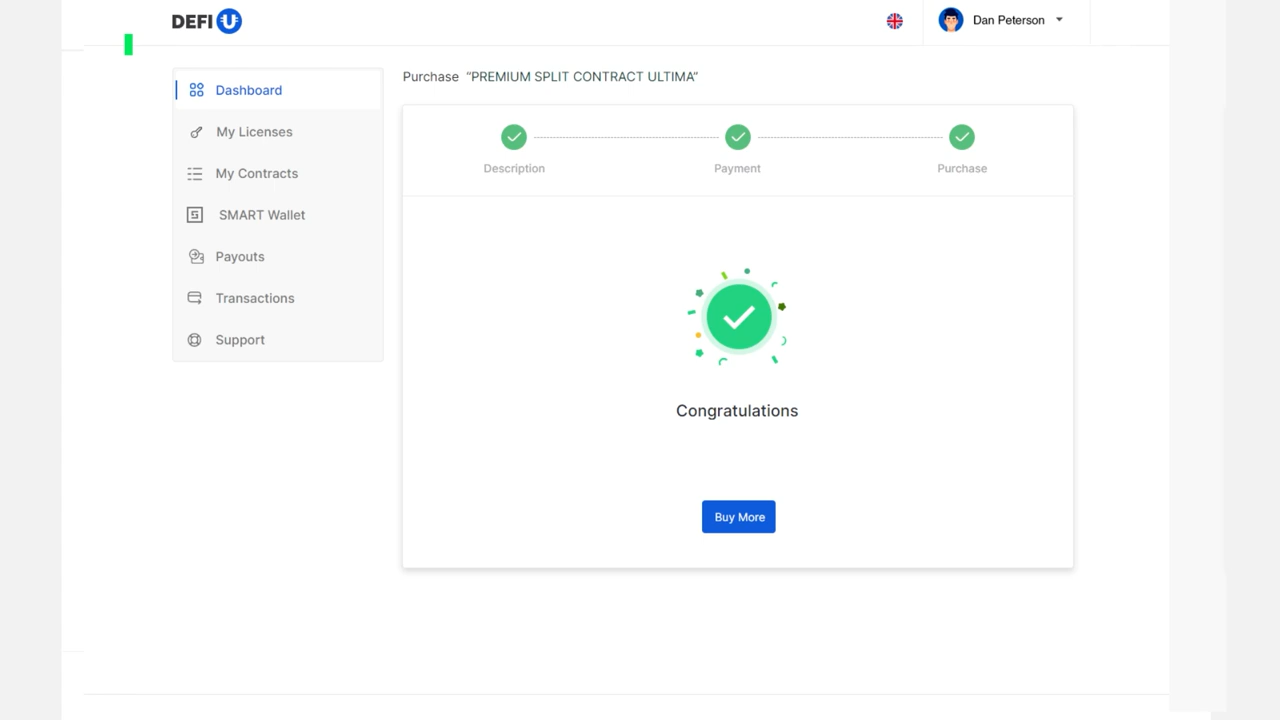 DEFI U
Dan Peterson
Dashboard
My Licenses
My Contracts
SMART Wallet
Payouts
Transactions
Support
Purchase “PREMIUM SPLIT CONTRACT ULTIMA”
Description
Payment
Purchase
Congratulations
Buy More